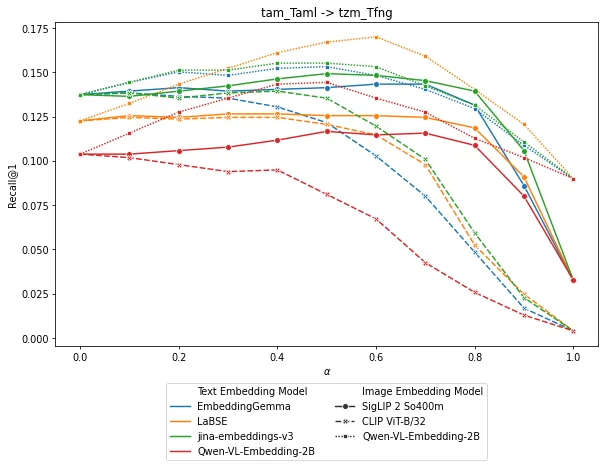 tam_Taml -> tzm_Tfng
Recall@1
0.175
0.150
0.125
0.100
0.075
0.050
0.025
0.000
0.0 0.2 0.4 0.6 0.8 1.0
α
Text Embedding Model
EmbeddingGemma
LaBSE
jina-embeddings-v3
Qwen-VL-Embedding-2B
Image Embedding Model
SigLIP 2 So400m
CLIP ViT-B/32
Qwen-VL-Embedding-2B